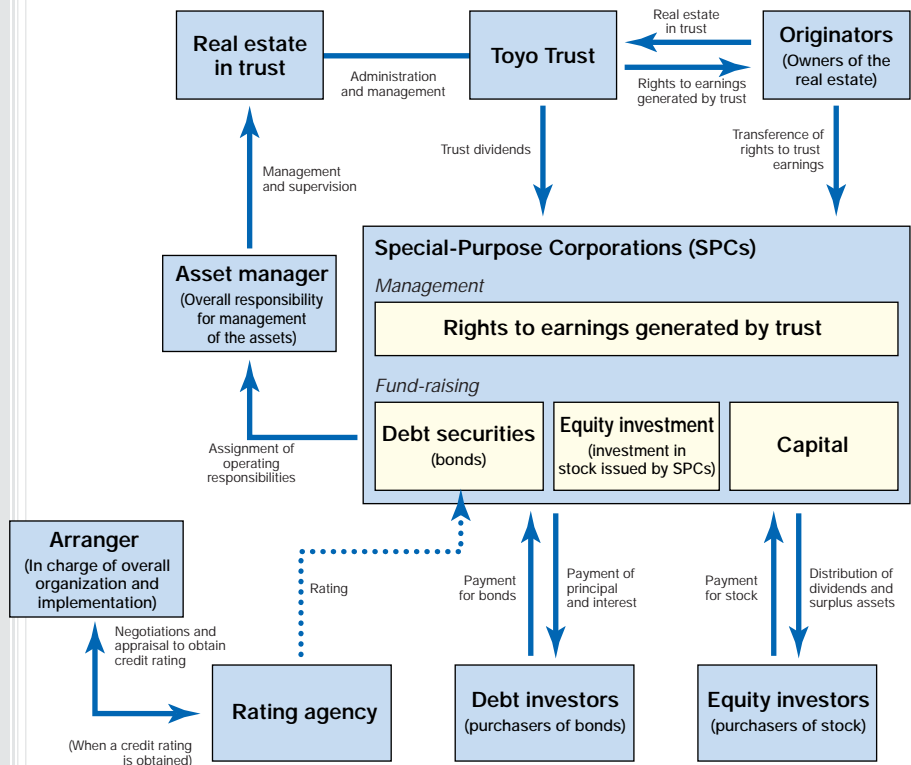 Real estate
in trust
Administration
and management
Toyo Trust
Real estate
in trust
Rights to earnings
generated by trust
Originators
(Owners of the
real estate)
Management
and supervision
Trust dividends
Transference of
rights to trust
earnings
Asset manager
(Overall responsibility
for management
of the assets)
Special-Purpose Corporations (SPCs)
Management
Rights to earnings generated by trust
Fund-raising
Debt securities
(bonds)
Equity investment
(investment in
stock issued by SPCs)
Capital
Assignment of
operating
responsibilities
Arranger
(In charge of overall
organization and
implementation)
Rating
Payment
for bonds
Payment of
principal
and interest
Payment
for stock
Distribution of
dividends and
surplus assets
Negotiations and
appraisal to obtain
credit rating
(When a credit rating
is obtained)
Rating agency
Debt investors
(purchasers of bonds)
Equity investors
(purchasers of stock)